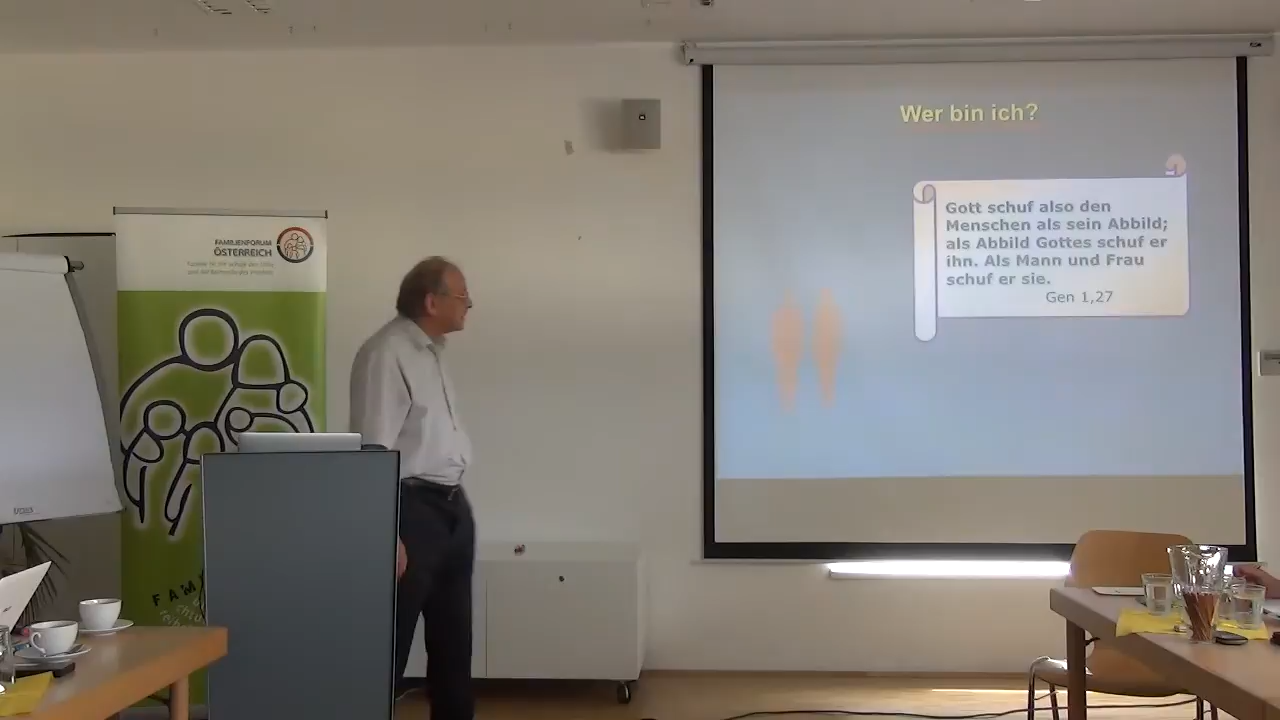 Wer bin ich?
Gott schuf also den
Menschen als sein Abbild;
als Abbild Gottes schuf er
ihn. Als Mann und Frau
schuf er sie.
Gen 1,27
FAMILIENFORUM
ÖSTERREICH
FAMI